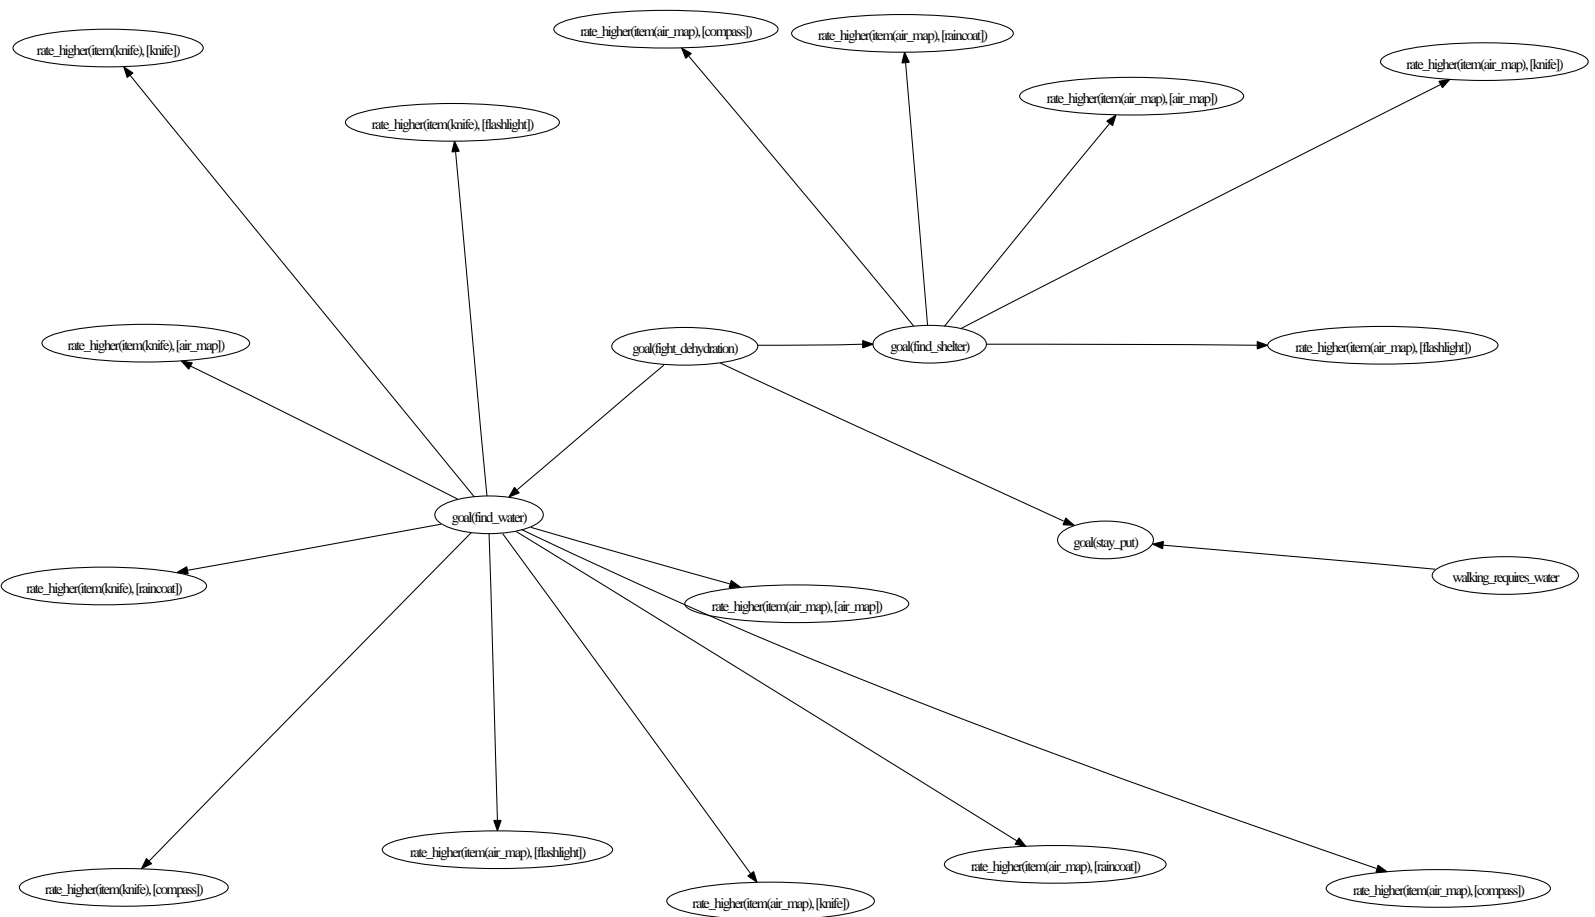 rate_higher(item(air_map), [compass])
rate_higher(item(air_map), [raincoat])
rate_higher(item(knife), [knife])
rate_higher(item(air_map), [knife])
rate_higher(item(air_map), [air_map])
rate_higher(item(knife), [flashlight])
rate_higher(item(knife), [air_map])
goal(fight_dehydration)
goal(find_shelter)
rate_higher(item(air_map), [flashlight])
goal(find_water)
goal(stay_put)
walking_requires_water
rate_higher(item(knife), [raincoat])
rate_higher(item(air_map), [air_map])
rate_higher(item(air_map), [flashlight])
rate_higher(item(air_map), [raincoat])
rate_higher(item(knife), [compass])
rate_higher(item(air_map), [compass])
rate_higher(item(air_map), [knife])